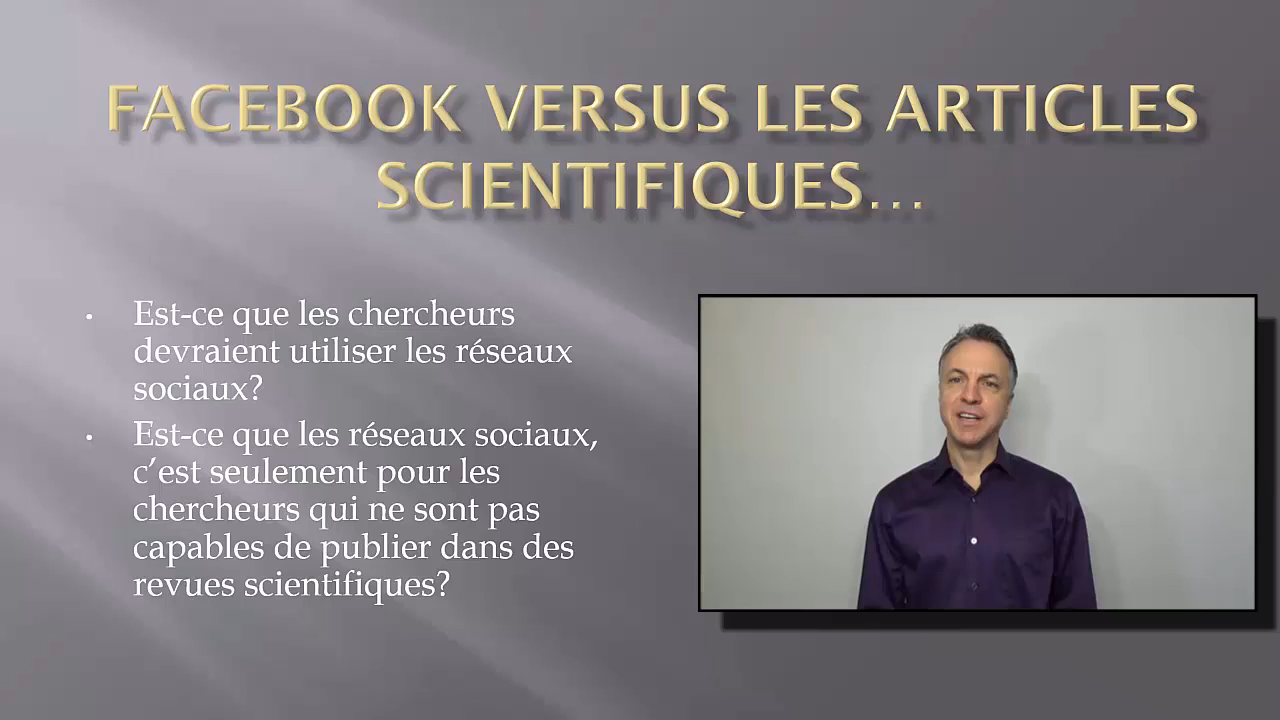 FACEBOOK VERSUS LES ARTICLES
SCIENTIFIQUES…
• Est-ce que les chercheurs
devraient utiliser les réseaux
sociaux?
• Est-ce que les réseaux sociaux,
c’est seulement pour les
chercheurs qui ne sont pas
capables de publier dans des
revues scientifiques?